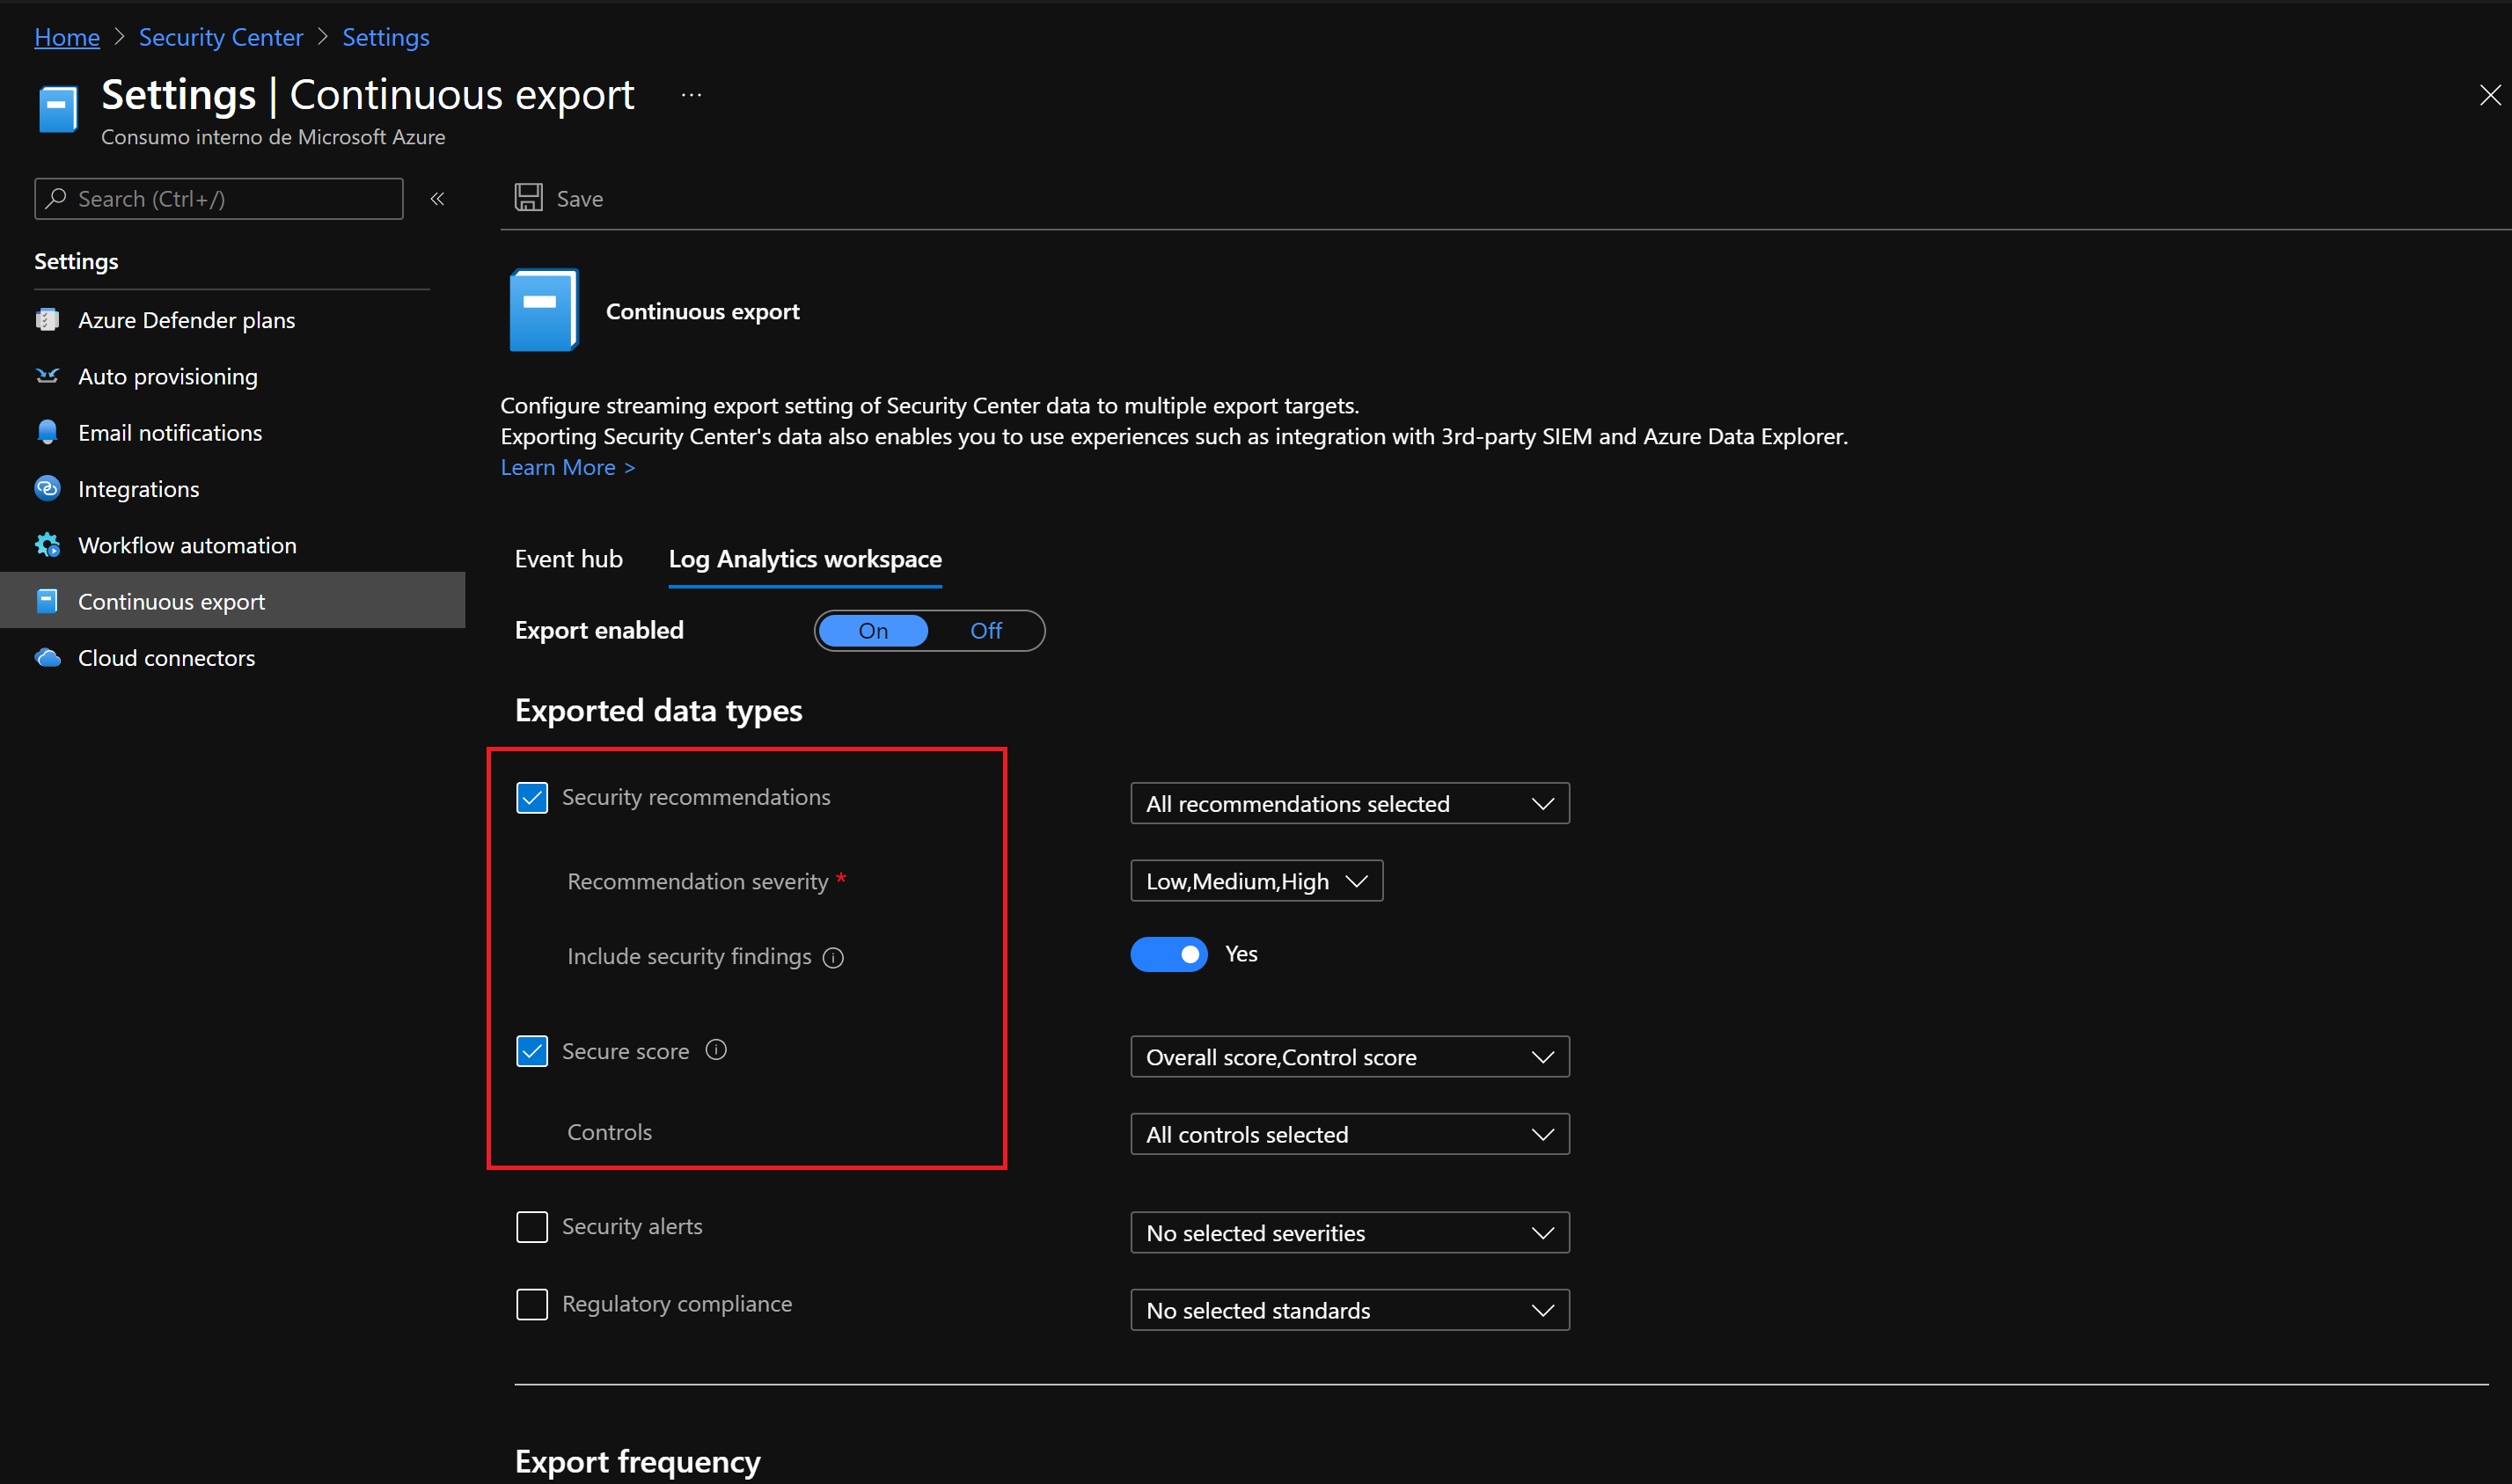 Home > Security Center > Settings
Settings | Continuous export ...
Consumo interno de Microsoft Azure
Search (Ctrl+/)
«
Save
Settings
Azure Defender plans
Auto provisioning
Email notifications
Integrations
Workflow automation
Continuous export
Cloud connectors
Continuous export
Configure streaming export setting of Security Center data to multiple export targets.
Exporting Security Center's data also enables you to use experiences such as integration with 3rd-party SIEM and Azure Data Explorer.
Learn More >
Event hub Log Analytics workspace
Export enabled On Off
Exported data types
Security recommendations All recommendations selected
Recommendation severity * Low,Medium,High
Include security findings Yes
Secure score Overall score,Control score
Controls All controls selected
Security alerts No selected severities
Regulatory compliance No selected standards
Export frequency